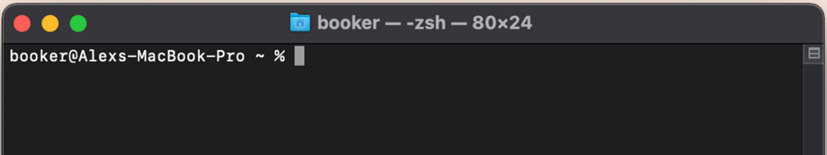 booker — -zsh — 80×24
booker@Alexs-MacBook-Pro ~ %